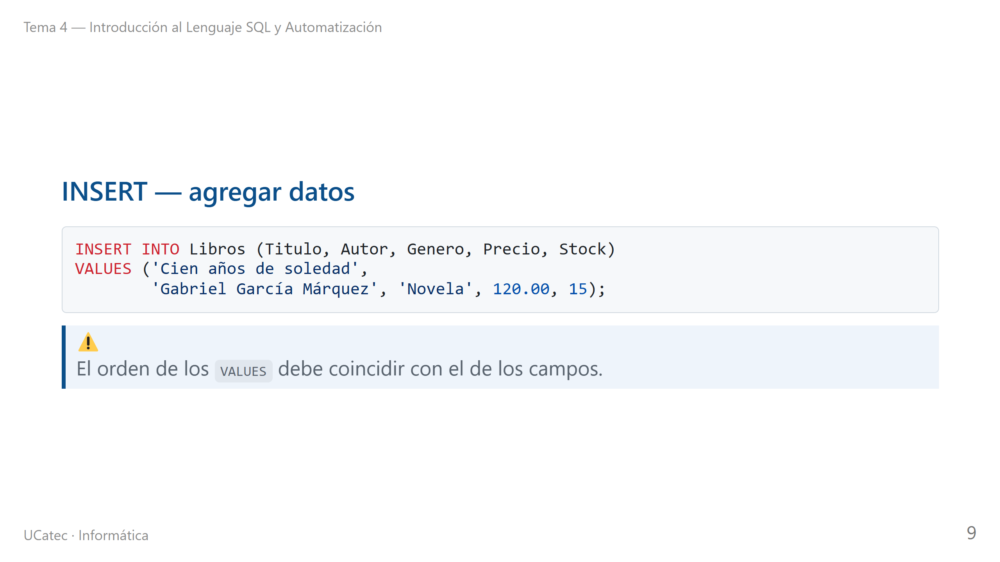 Tema 4 — Introducción al Lenguaje SQL y Automatización
INSERT — agregar datos
INSERT INTO Libros (Titulo, Autor, Genero, Precio, Stock)
VALUES ('Cien años de soledad',
        'Gabriel García Márquez', 'Novela', 120.00, 15);
El orden de los VALUES debe coincidir con el de los campos.
UCatec · Informática
9